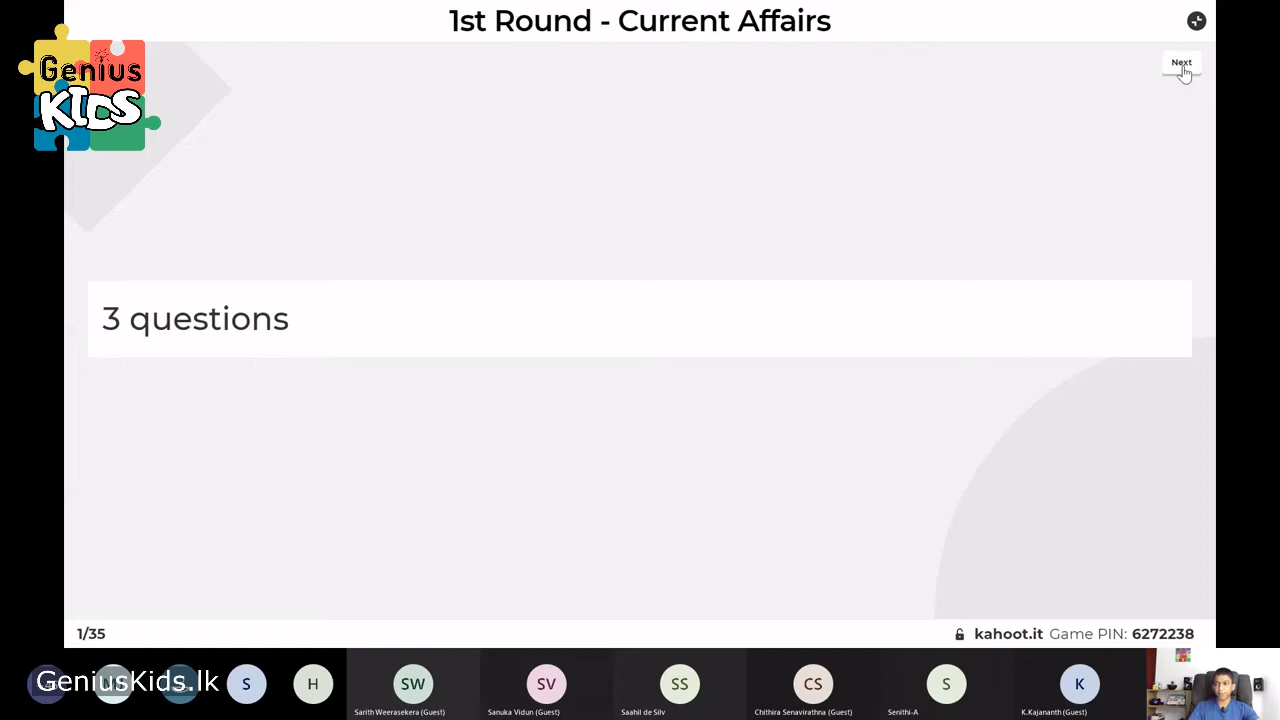 1st Round - Current Affairs
Genius
KIDS
Next
3 questions
1/35
kahoot.it Game PIN: 6272238
GeniusKids.lk
S
H
SW
SV
SS
CS
S
K
Sarith Weerasekera (Guest)
Sanuka Vidun (Guest)
Saahil de Silv
Chithira Senavirathna (Guest)
Senithi-A
K.Kajananth (Guest)